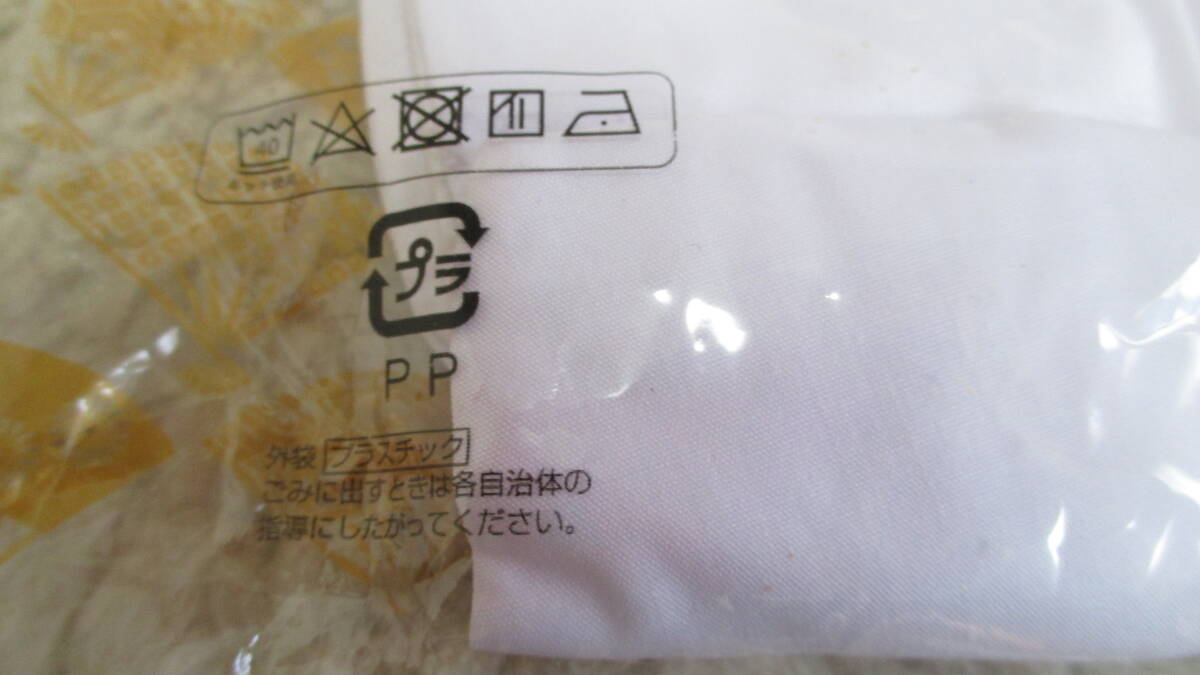 40
ネット使用
プラ
PP
外袋 プラスチック
ごみに出すときは各自治体の
指導にしたがってください。